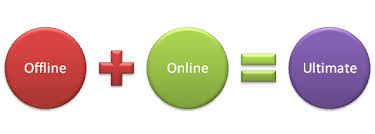 Offline + Online = Ultimate